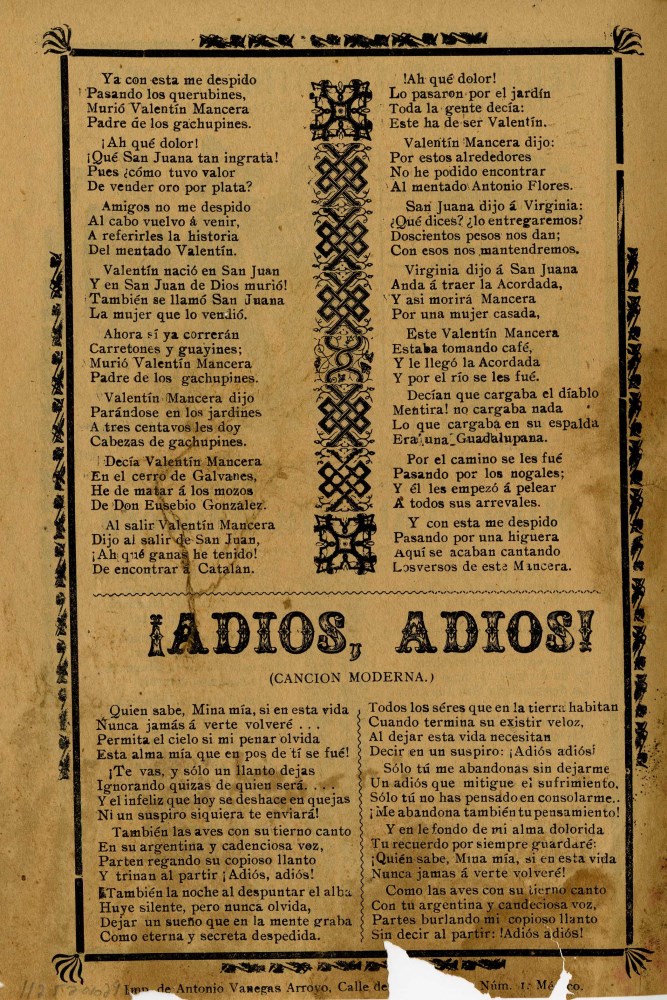 Ya con esta me despido
Pasando los querubines,
Murió Valentín Mancera
Padre de los gachupines.
¡Ah qué dolor!
¡Qué San Juana tan ingrata!
Pues ¿cómo tuvo valor
De vender oro por plata?
Amigos no me despido
Al cabo vuelvo á venir,
A referirles la historia
Del mentado Valentín.
Valentín nació en San Juan
Y en San Juan de Dios murió!
También se llamó San Juana
La mujer que lo vendió.
Ahora sí ya correrán
Carretones y guayines;
Murió Valentín Mancera
Padre de los gachupines.
Valentín Mancera dijo
Parándose en los jardines
A tres centavos les doy
Cabezas de gachupines.
Decía Valentín Mancera
En el cerro de Galvanes,
He de matar á los mozos
De Don Eusebio González.
Al salir Valentín Mancera
Dijo al salir de San Juan,
¡Ah qué ganas he tenido!
De encontrar á Catalán.
!Ah qué dolor!
Lo pasaron por el jardín
Toda la gente decía:
Este ha de ser Valentín.
Valentín Mancera dijo:
Por estos alrededores
No he podido encontrar
Al mentado Antonio Flores.
San Juana dijo á Virginia:
¿Qué dices? ¿lo entregaremos?
Doscientos pesos nos dan;
Con esos nos mantendremos.
Virginia dijo á San Juana
Anda á traer la Acordada,
Y asi morirá Mancera
Por una mujer casada,
Este Valentín Mancera
Estaba tomando café,
Y le llegó la Acordada
Y por el río se les fué.
Decían que cargaba el díablo
Mentira! no cargaba nada
Lo que cargaba en su espalda
Era una Guadalupana.
Por el camino se les fué
Pasando por los nogales;
Y él les empezó á pelear
A todos sus arrevales.
Y con esta me despido
Pasando por una higuera
Aquí se acaban cantando
Losversos de este Mancera.
¡ADIOS, ADIOS!
(CANCION MODERNA.)
Quien sabe, Mina mía, si en esta vida
Nunca jamás á verte volveré . . .
Permita el cielo si mi penar olvida
Esta alma mía que en pos de tí se fué!
¡Te vas, y sólo un llanto dejas
Ignorando quizas de quien será. . . .
Y el infeliz que hoy se deshace en quejas
Ni un suspiro siquiera te enviará!
También las aves con su tierno canto
En su argentina y cadenciosa voz,
Parten regando su copioso llanto
Y trinan al partir ¡Adiós, adiós!
También la noche al despuntar el alba
Huye silente, pero nunca olvida,
Dejar un sueño que en la mente graba
Como eterna y secreta despedida.
Todos los séres que en la tierra habitan
Cuando termina su existir veloz,
Al dejar esta vida necesitan
Decir en un suspiro: ¡Adiós adiós!
Sólo tú me abandonas sin dejarme
Un adiós que mitigue el sufrimiento,
Sólo tú no has pensado en consolarme..
¡Me abandona también tu pensamiento!
Y en le fondo de mi alma dolorida
Tu recuerdo por siempre guardaré:
¡Quién sabe, Mina mía, si en esta vida
Nunca jamas á verte volveré!
Como las aves con su tierno canto
Con tu argentina y candeciosa voz,
Partes burlando mi copioso llanto
Sin decir al partir: !Adiós adiós!
Imp. de Antonio Vanegas Arroyo, Calle de Núm. 1. México.